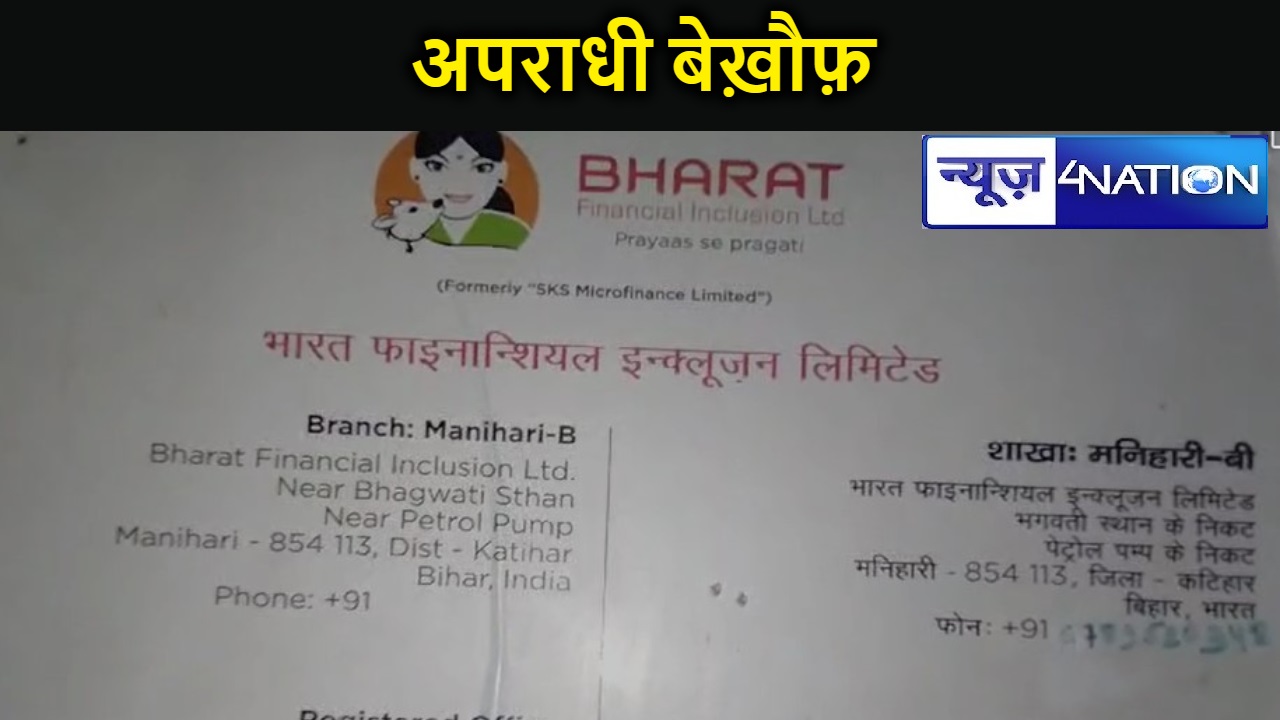 अपराधी बेख़ौफ़
न्यूज़ 4NATION
BHARAT
Financial Inclusion Ltd
Prayaas se pragati
(Formerly "SKS Microfinance Limited")
भारत फाइनान्शियल इन्क्लूज़न लिमिटेड
Branch: Manihari-B
Bharat Financial Inclusion Ltd.
Near Bhagwati Sthan
Near Petrol Pump
Manihari - 854 113, Dist - Katihar
Bihar, India
Phone: +91
शाखाः मनिहारी-बी
भारत फाइनान्शियल इन्क्लूज़न लिमिटेड
भगवती स्थान के निकट
पेट्रोल पम्प के निकट
मनिहारी - 854 113, जिला - कटिहार
बिहार, भारत
फोनः +91